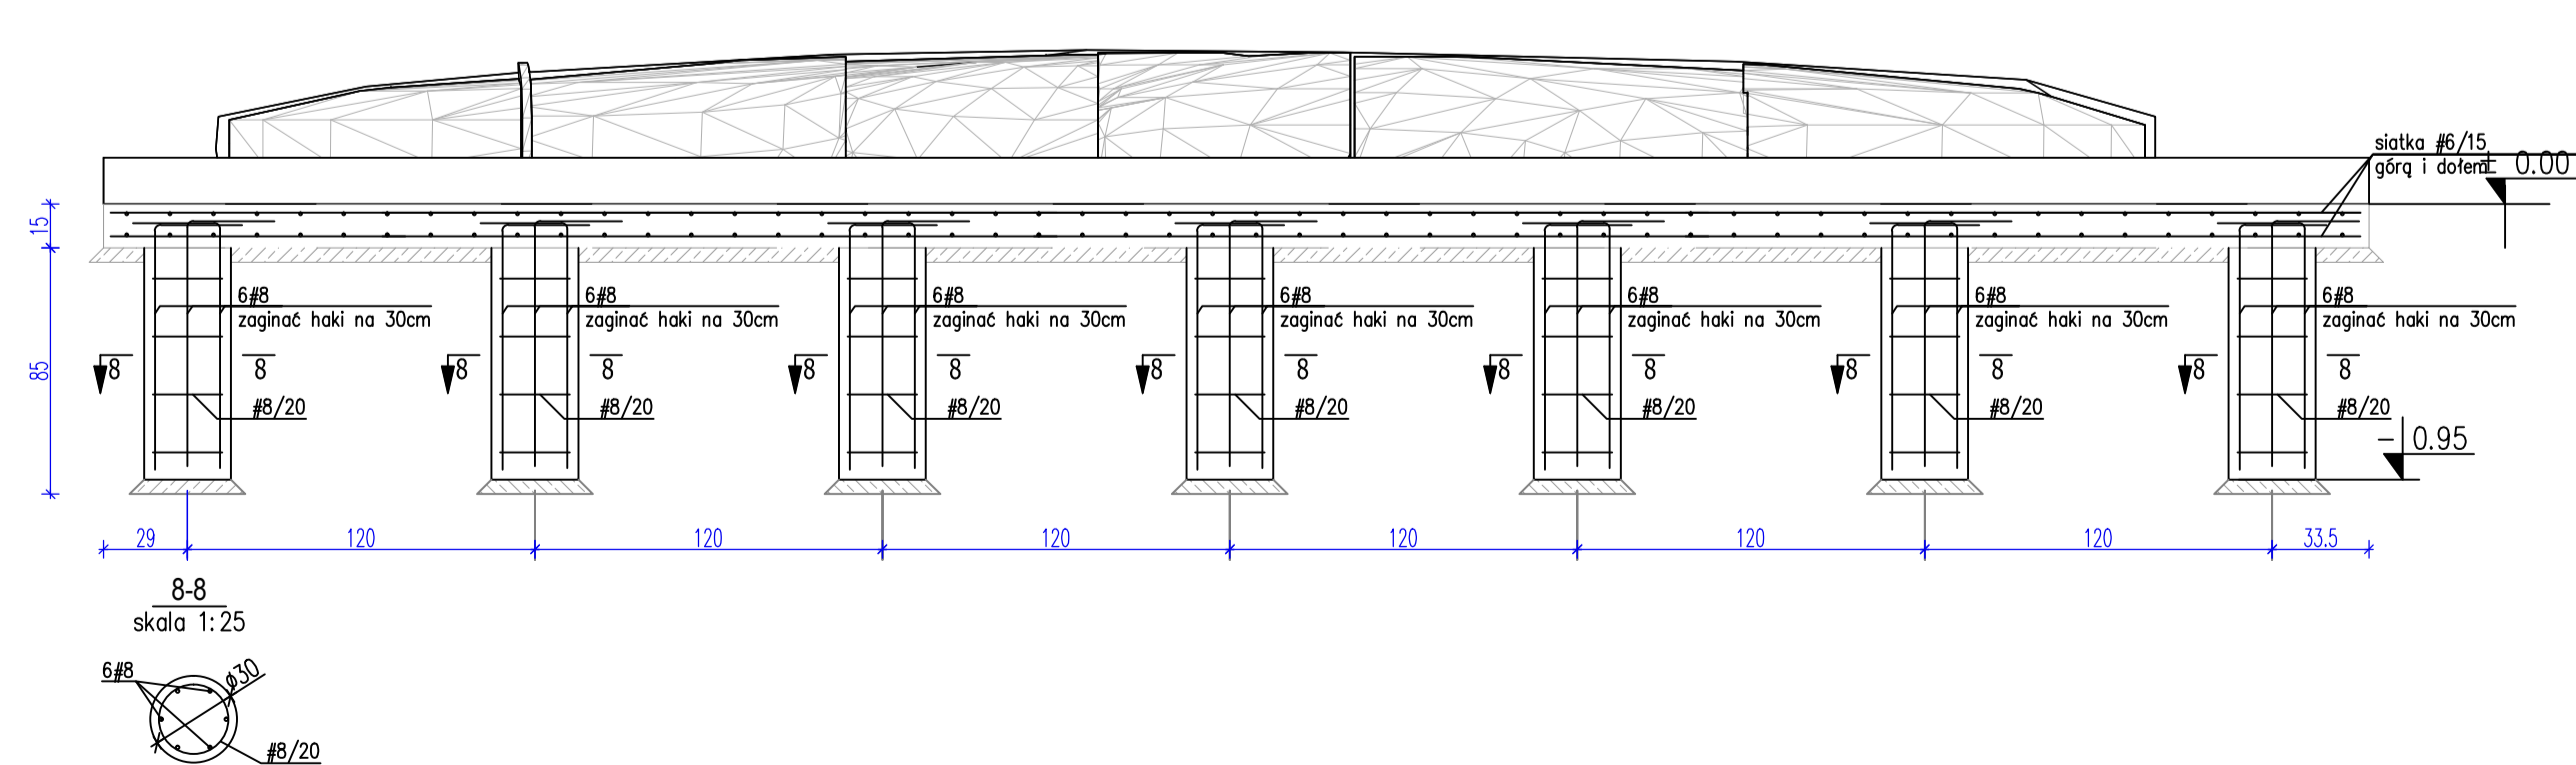 siatka #6/15
górą i dołem
± 0.00
15
85
6#8
zaginać haki na 30cm
6#8
zaginać haki na 30cm
6#8
zaginać haki na 30cm
6#8
zaginać haki na 30cm
6#8
zaginać haki na 30cm
6#8
zaginać haki na 30cm
6#8
zaginać haki na 30cm
8 8 8 8 8 8 8 8 8 8 8 8 8 8
#8/20 #8/20 #8/20 #8/20 #8/20 #8/20 #8/20
- 0.95
29 120 120 120 120 120 120 33.5
8-8
skala 1:25
6#8
ϕ30
#8/20